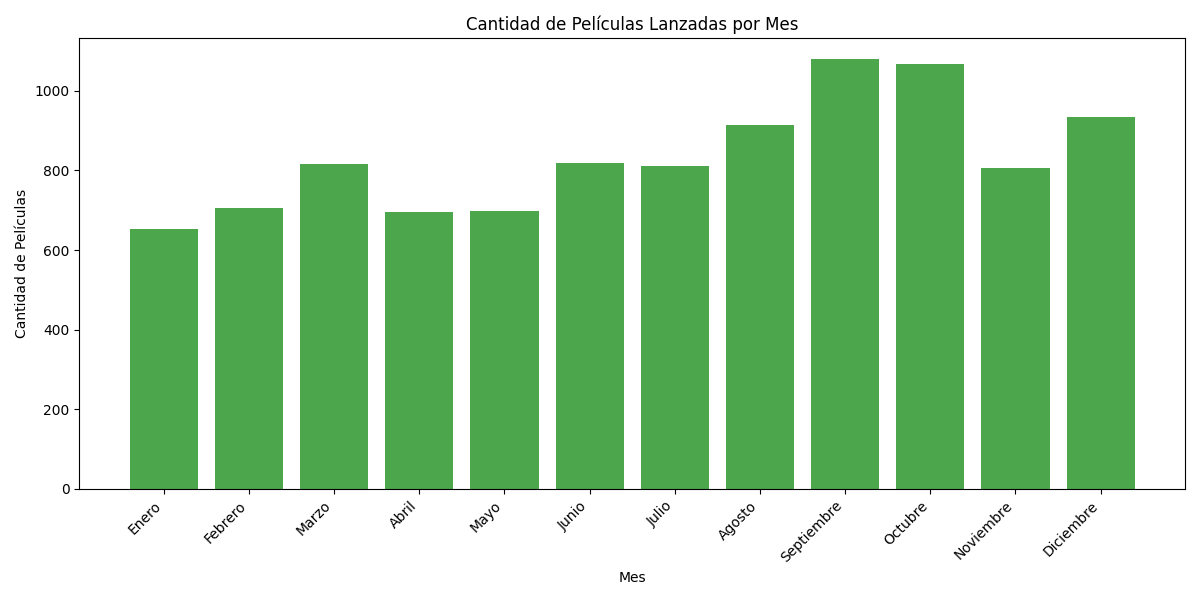 Cantidad de Películas Lanzadas por Mes
Cantidad de Películas
1000
800
600
400
200
0
Enero
Febrero
Marzo
Abril
Mayo
Junio
Julio
Agosto
Septiembre
Octubre
Noviembre
Diciembre
Mes